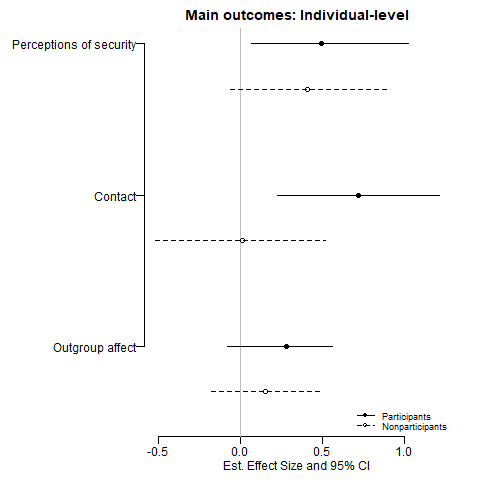 Main outcomes: Individual-level
Perceptions of security
Contact
Outgroup affect
Participants
Nonparticipants
-0.5 0.0 0.5 1.0
Est. Effect Size and 95% CI